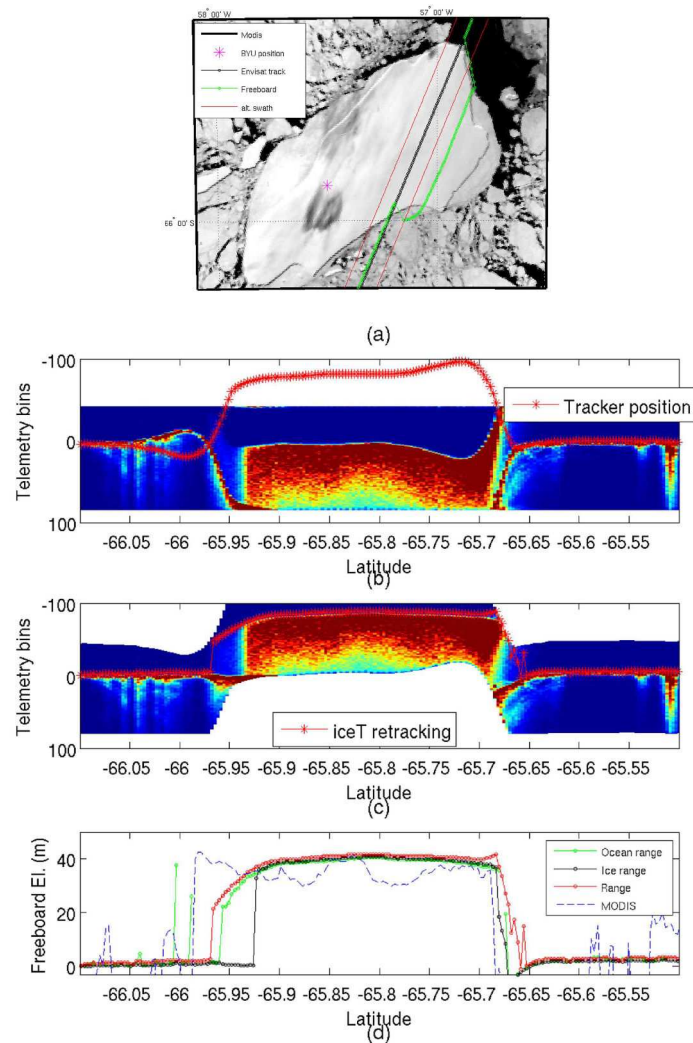 58° 00' W
57° 00' W
Modis
BYU position
Envisat track
Freeboard
alt. swath
66° 00' S
(a)
-100
0
100
Telemetry bins
Tracker position
-66.05 -66 -65.95 -65.9 -65.85 -65.8 -65.75 -65.7 -65.65 -65.6 -65.55
Latitude
(b)
-100
0
100
Telemetry bins
iceT retracking
-66.05 -66 -65.95 -65.9 -65.85 -65.8 -65.75 -65.7 -65.65 -65.6 -65.55
Latitude
(c)
40
20
0
Freeboard El. (m)
Ocean range
Ice range
Range
MODIS
-66.05 -66 -65.95 -65.9 -65.85 -65.8 -65.75 -65.7 -65.65 -65.6 -65.55
Latitude
(d)